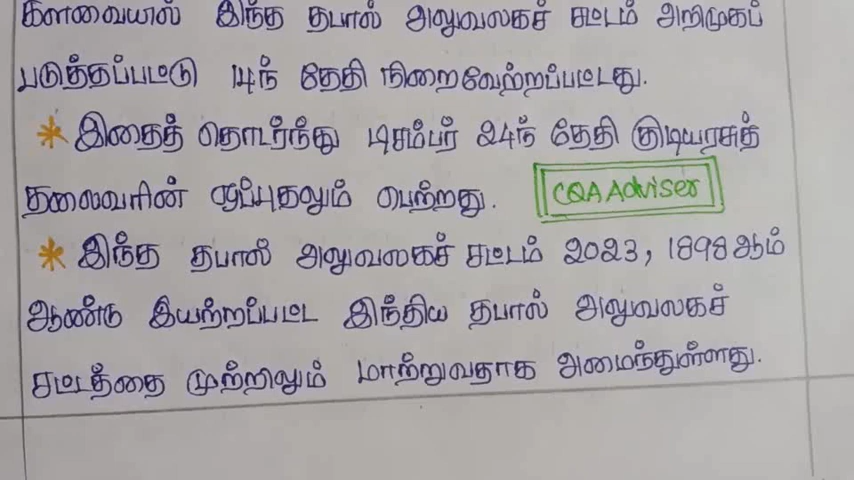 களவையில் இந்த தபால் அலுவலகச் சட்டம் அறிமுகப்
படுத்தப்பட்டு 14ந் தேதி நிறைவேற்றப்பட்டது.
* இதைத் தொடர்ந்து டிசம்பர் 24ந் தேதி குடியரசுத்
தலைவரின் ஒப்புதலும் பெற்றது.
CQA Adviser
* இந்த தபால் அலுவலகச் சட்டம் 2023, 1898ஆம்
ஆண்டு இயற்றப்பட்ட இந்திய தபால் அலுவலகச்
சட்டத்தை முற்றிலும் மாற்றுவதாக அமைந்துள்ளது.